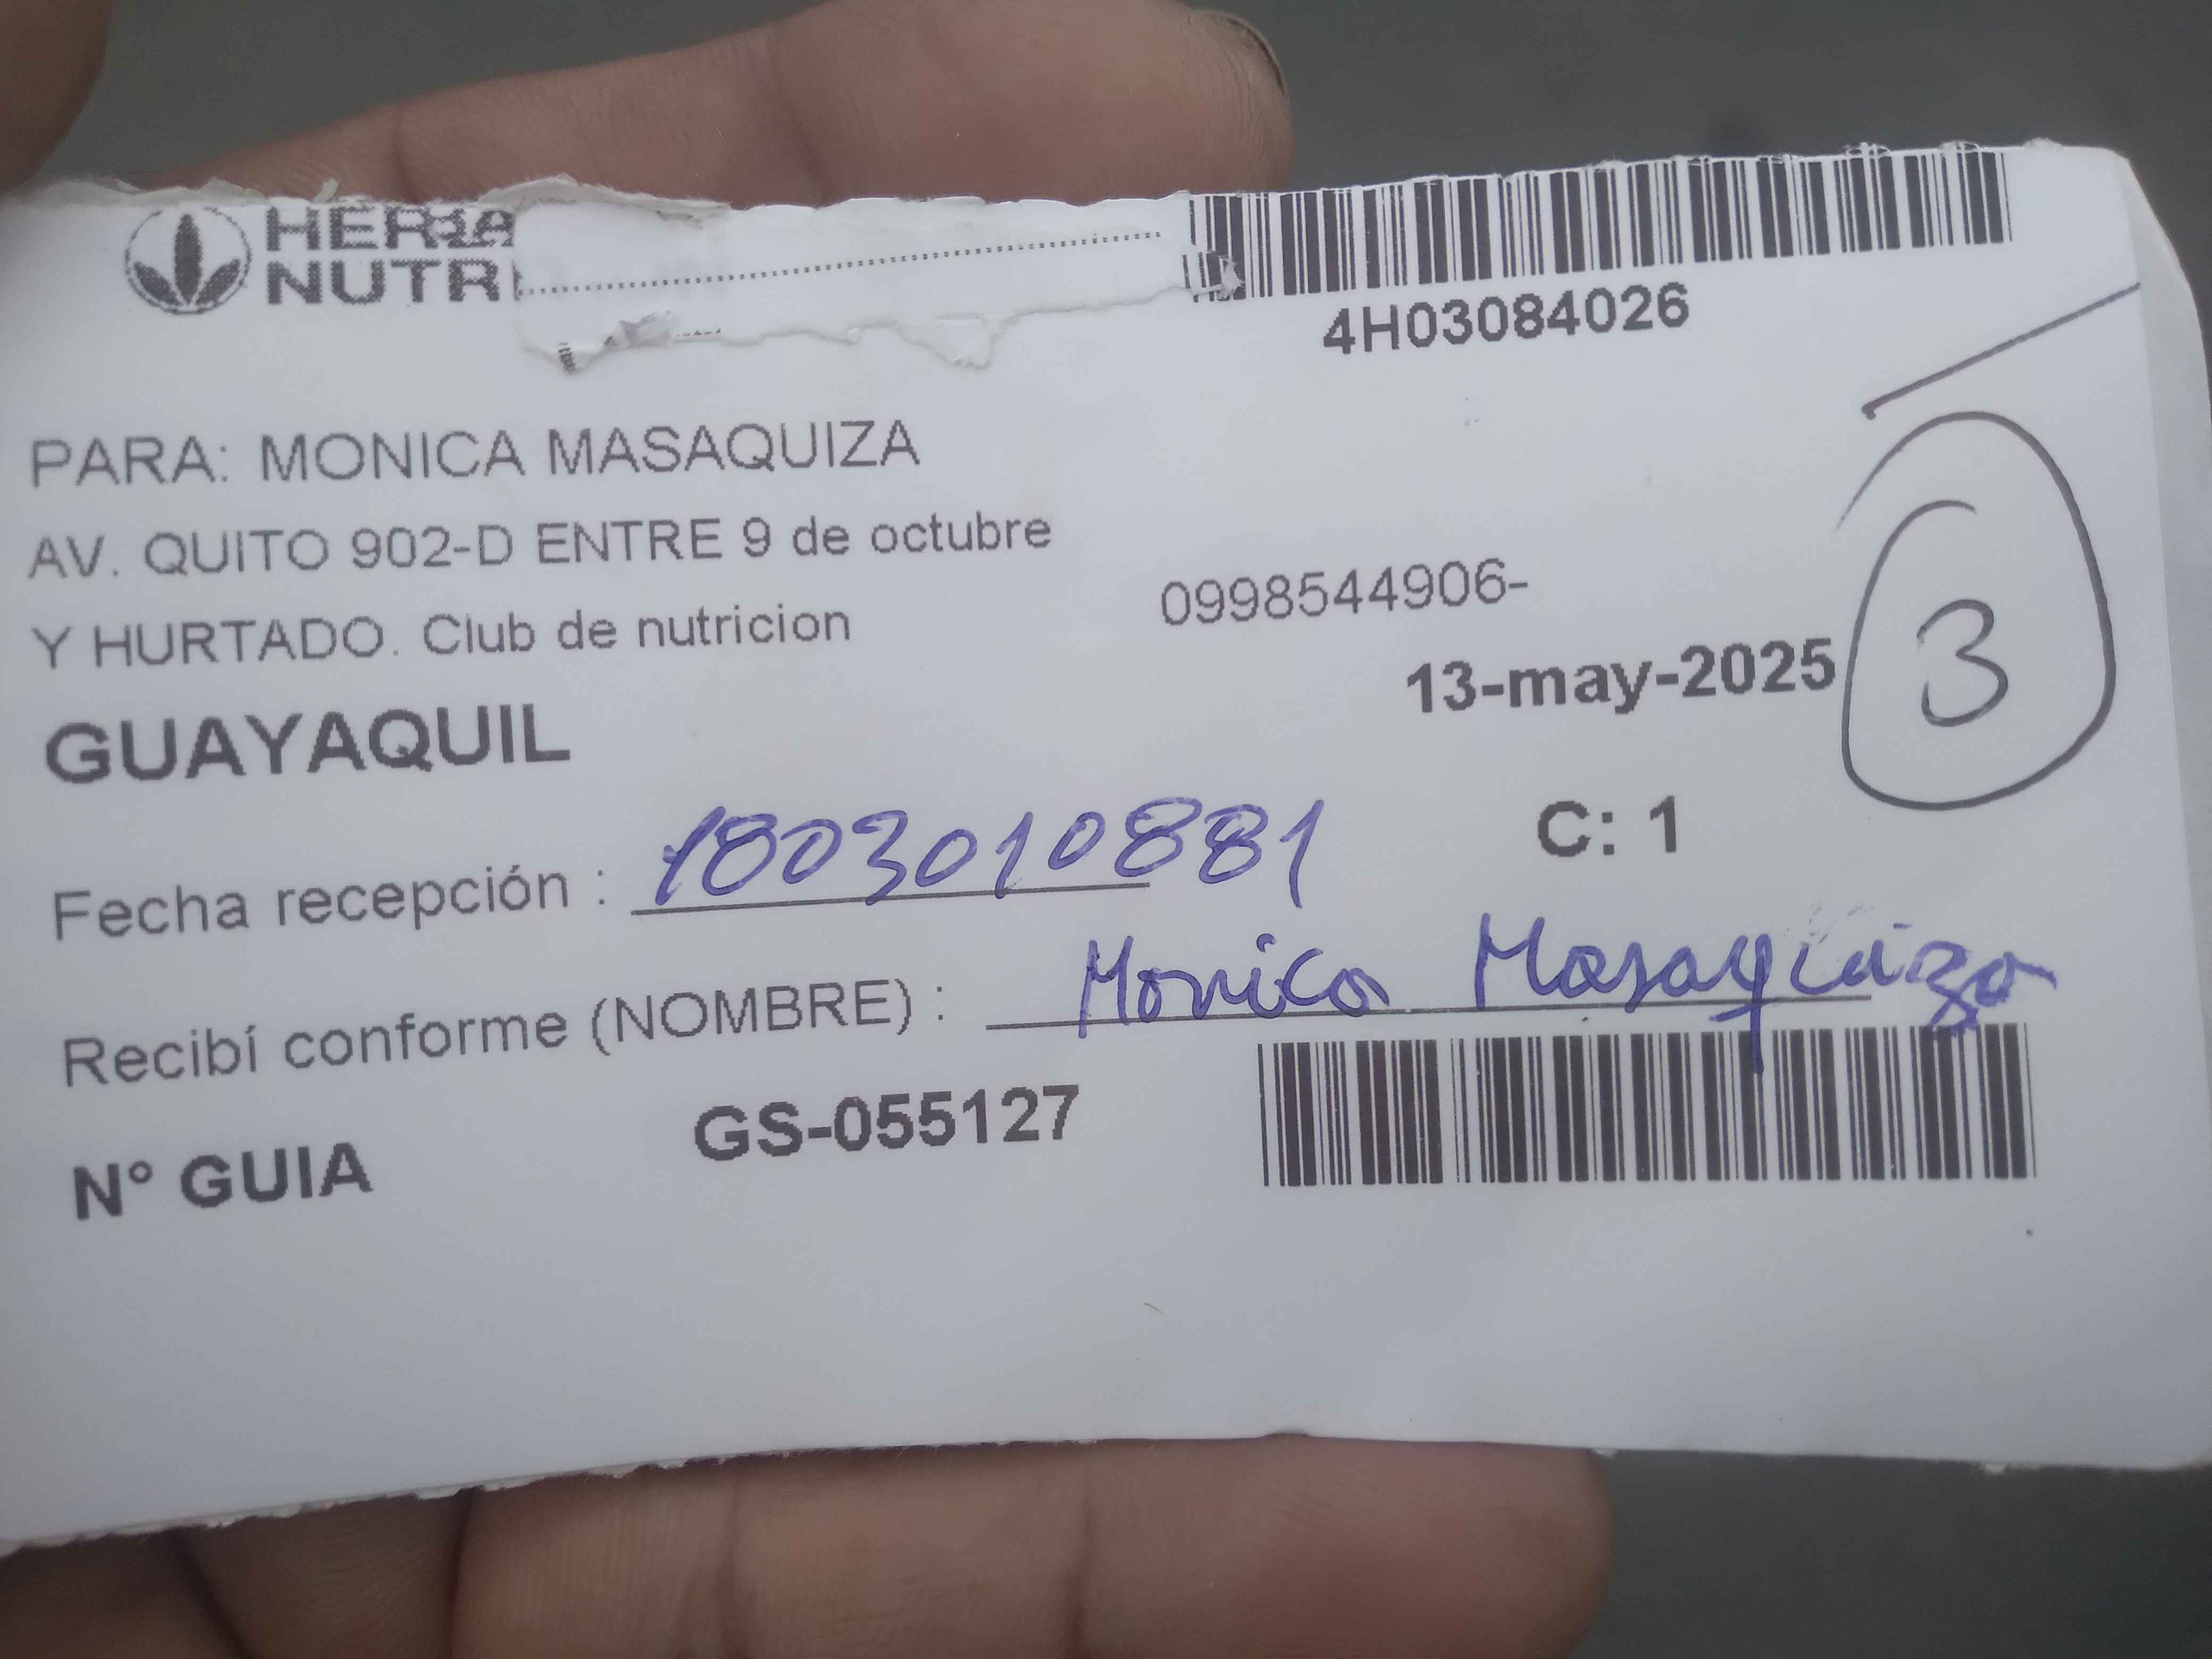 NUTRI
4H03084026
PARA: MONICA MASAQUIZA
AV. QUITO 902-D ENTRE 9 de octubre
Y HURTADO. Club de nutricion
0998544906-
GUAYAQUIL
13-may-2025
3
C: 1
Fecha recepción : 1803010881
Recibí conforme (NOMBRE) : Monica Masaquiza
N° GUIA GS-055127